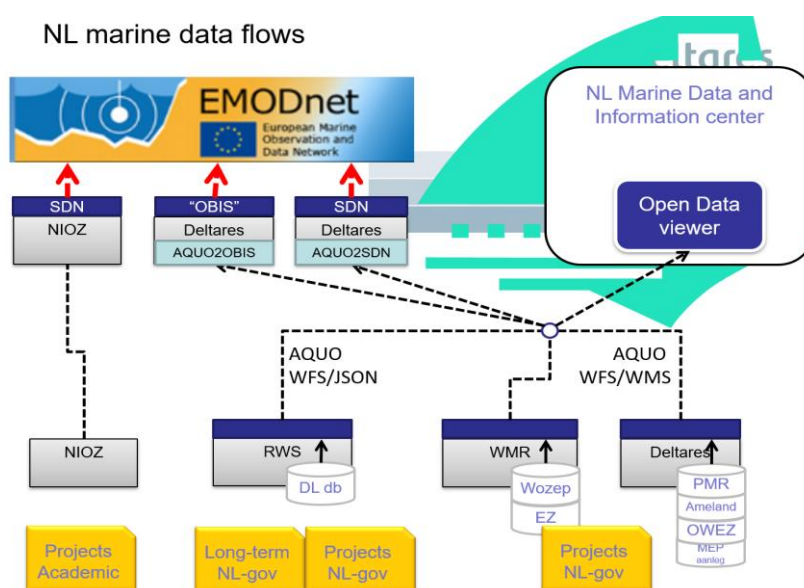 NL marine data flows
EMODnet
European Marine
Observation and
Data Network
NL Marine Data and
Information center
Open Data
viewer
SDN
NIOZ
"OBIS"
Deltares
AQUO2OBIS
SDN
Deltares
AQUO2SDN
AQUO
WFS/JSON
AQUO
WFS/WMS
NIOZ
RWS
DL db
WMR
Wozep
EZ
Deltares
PMR
Ameland
OWEZ
MEP
aanleg
Projects
Academic
Long-term
NL-gov
Projects
NL-gov
Projects
NL-gov